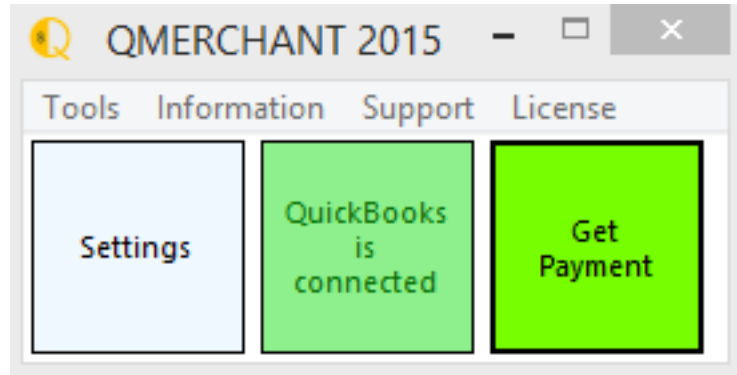 QMERCHANT 2015
Tools Information Support License
Settings
QuickBooks
is
connected
Get
Payment